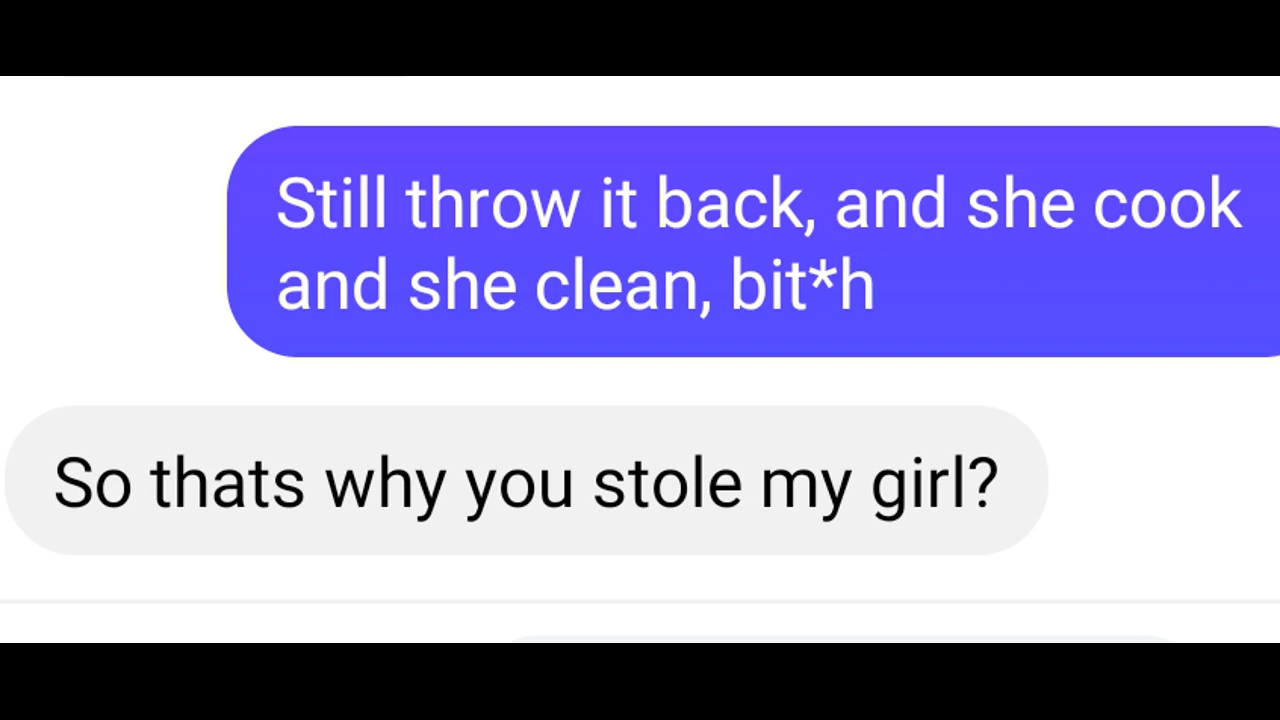 Still throw it back, and she cook
and she clean, bit*h
So thats why you stole my girl?